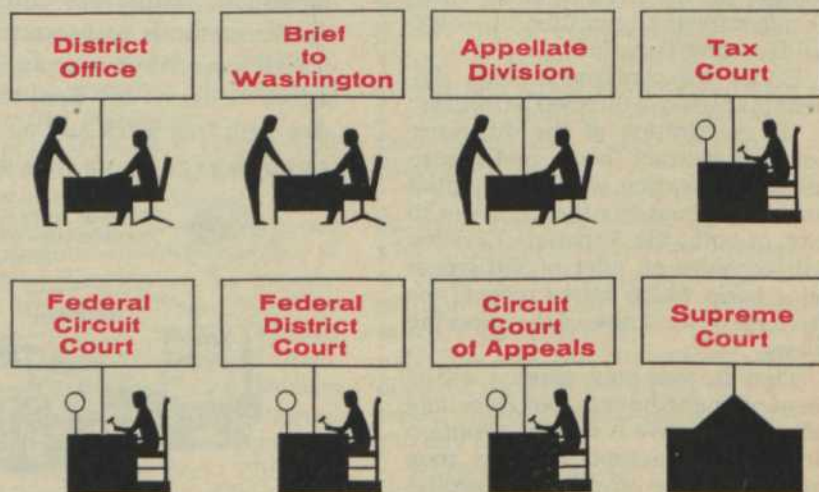 District
Office
Brief
to
Washington
Appellate
Division
Tax
Court
Federal
Circuit
Court
Federal
District
Court
Circuit
Court
of Appeals
Supreme
Court